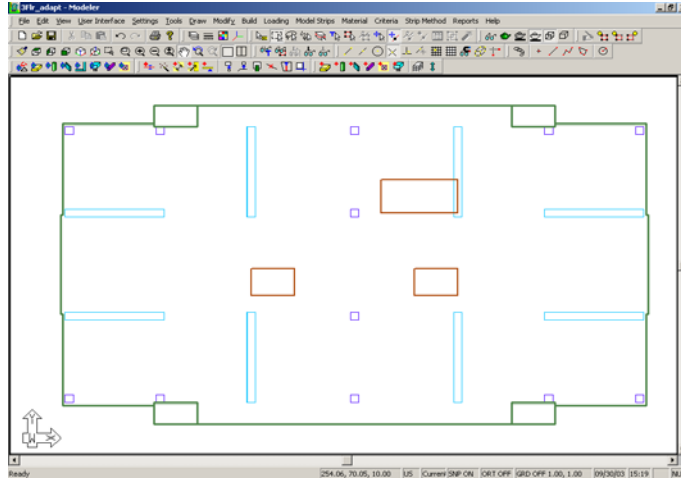 3Flr_adapt - Modeler
File Edit View User Interface Settings Tools Draw Modify Build Loading Model Strips Material Criteria Strip Method Reports Help
Ready 254.06, 70.05, 10.00 US Current SNP ON ORT OFF GRD OFF 1.00, 1.00 09/30/03 15:19 NU